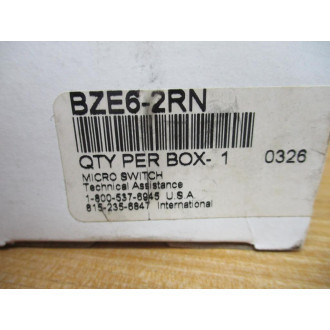 BZE6-2RN
QTY PER BOX- 1 0326
MICRO SWITCH
Technical Assistance
1-800-537-6945 U.S.A
815-235-6847 International